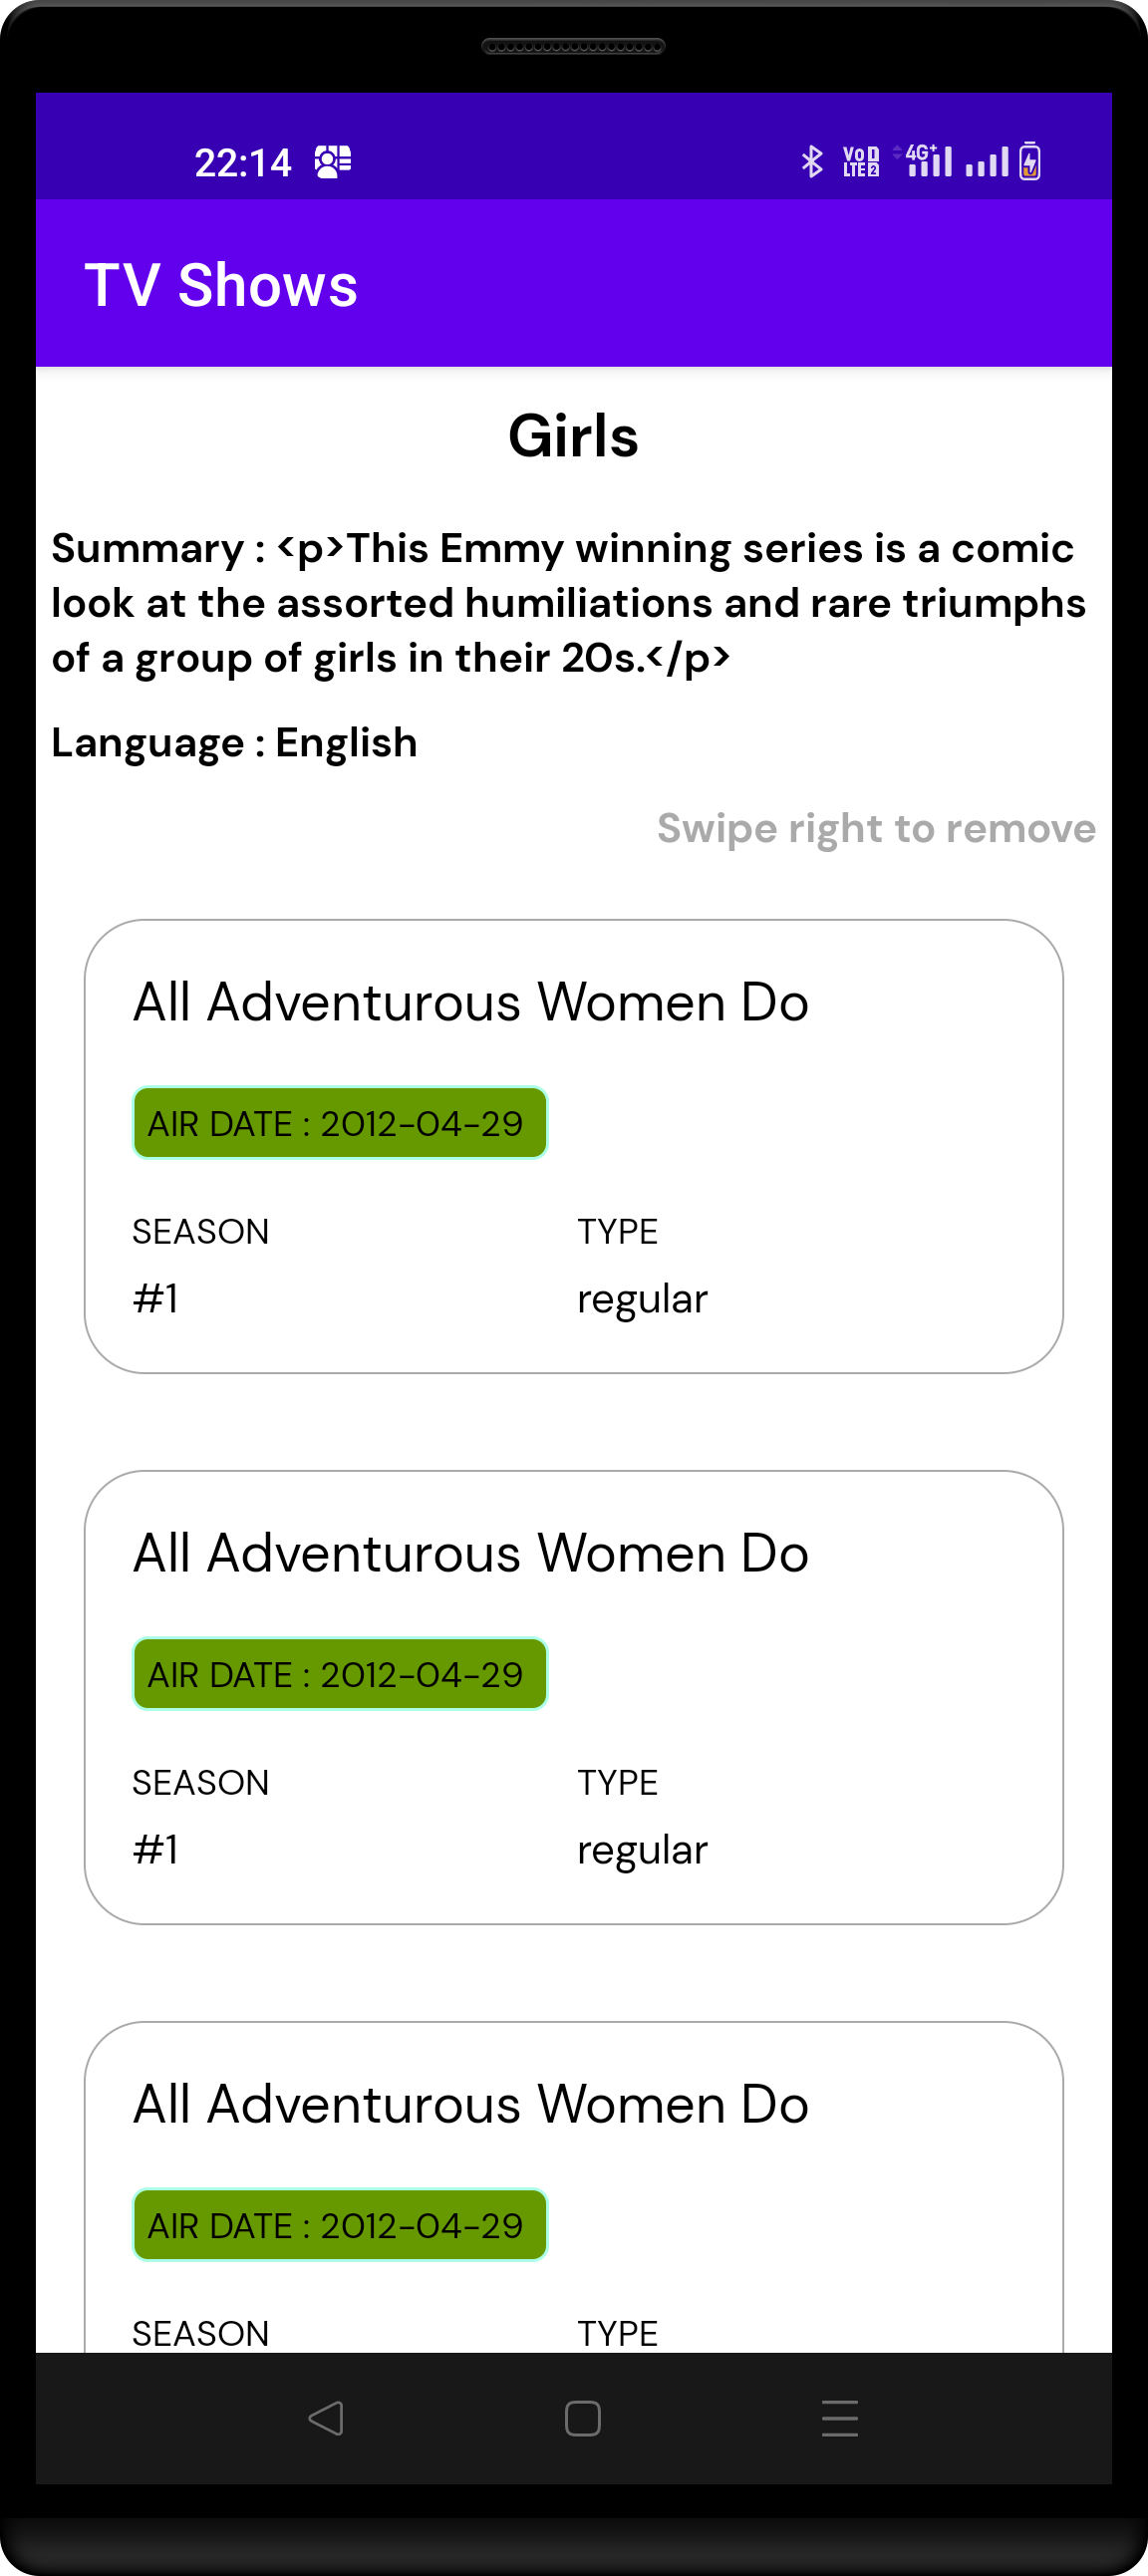 22:14
VoLTE 1 2 4G+
TV Shows
Girls
Summary : <p>This Emmy winning series is a comic
look at the assorted humiliations and rare triumphs
of a group of girls in their 20s.</p>
Language : English
Swipe right to remove
All Adventurous Women Do
AIR DATE : 2012-04-29
SEASON TYPE
#1 regular
All Adventurous Women Do
AIR DATE : 2012-04-29
SEASON TYPE
#1 regular
All Adventurous Women Do
AIR DATE : 2012-04-29
SEASON TYPE